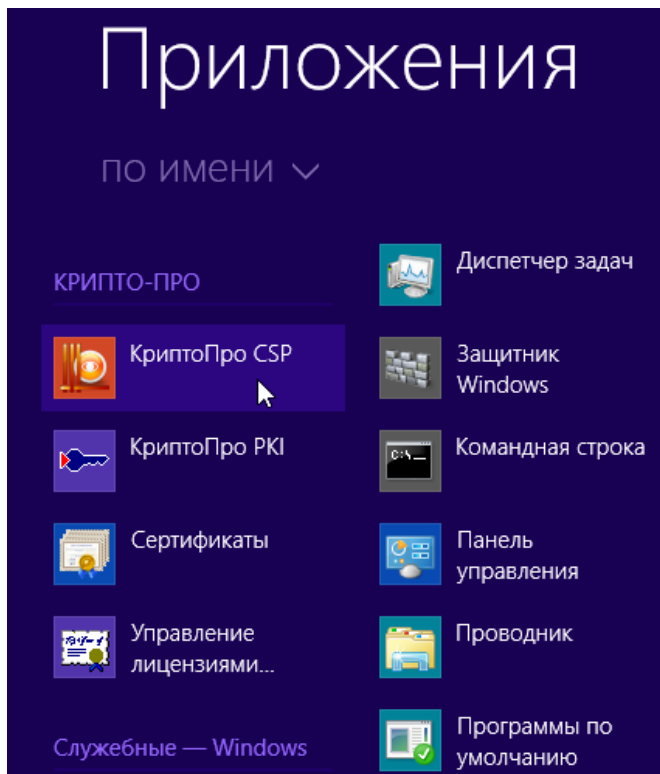 Приложения
по имени
КРИПТО-ПРО
КриптоПро CSP
КриптоПро PKI
Сертификаты
Управление
лицензиями...
Служебные — Windows
Диспетчер задач
Защитник
Windows
C:\_
Командная строка
Панель
управления
Проводник
Программы по
умолчанию